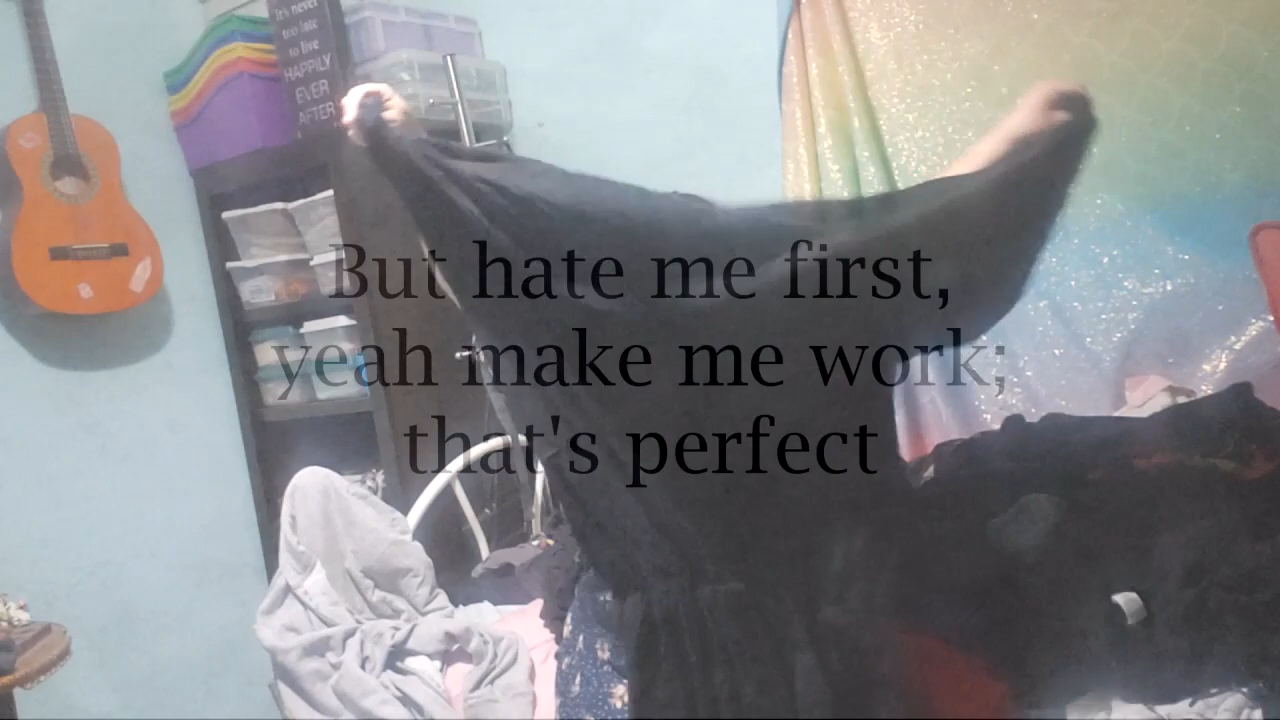 It's never
too late
to live
HAPPILY
EVER
AFTER
But hate me first,
yeah make me work;
that's perfect